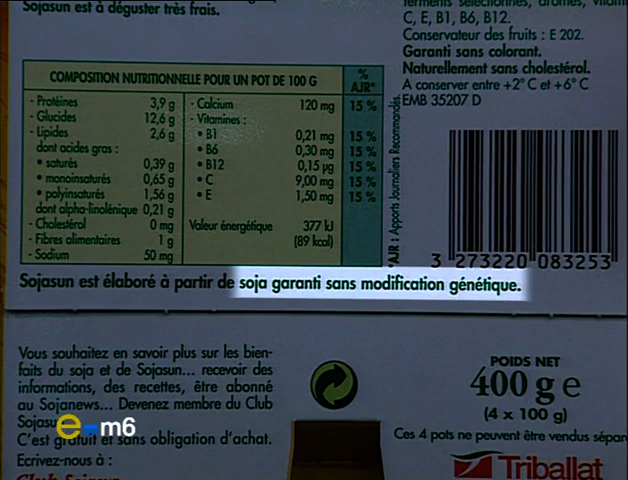 Sojasun est à déguster très frais.
ferments sélectionnés, arômes,
C, E, B1, B6, B12.
Conservateur des fruits : E 202.
Garanti sans colorant.
Naturellement sans cholestérol.
A conserver entre +2° C et +6° C
EMB 35207 D
COMPOSITION NUTRITIONNELLE POUR UN POT DE 100 G
% AJR*
- Protéines 3,9 g
- Glucides 12,6 g
- Lipides 2,6 g
dont acides gras :
• saturés 0,39 g
• monoinsaturés 0,65 g
• polyinsaturés 1,56 g
dont alpha-linolénique 0,21 g
- Cholestérol 0 mg
- Fibres alimentaires 1 g
- Sodium 50 mg
- Calcium 120 mg 15 %
- Vitamines :
• B1 0,21 mg 15 %
• B6 0,30 mg 15 %
• B12 0,15 µg 15 %
• C 9,00 mg 15 %
• E 1,50 mg 15 %
Valeur énergétique 377 kJ
(89 kcal)
*AJR : Apports Journaliers Recommandés.
3 273220 083253
Sojasun est élaboré à partir de soja garanti sans modification génétique.
Vous souhaitez en savoir plus sur les bien-
faits du soja et de Sojasun... recevoir des
informations, des recettes, être abonné
au Sojanews... Devenez membre du Club
Sojasun
C'est gratuit et sans obligation d'achat.
Ecrivez-nous à :
Club Sojasun
e=m6
POIDS NET
400 g e
(4 x 100 g)
Ces 4 pots ne peuvent être vendus
Triballat